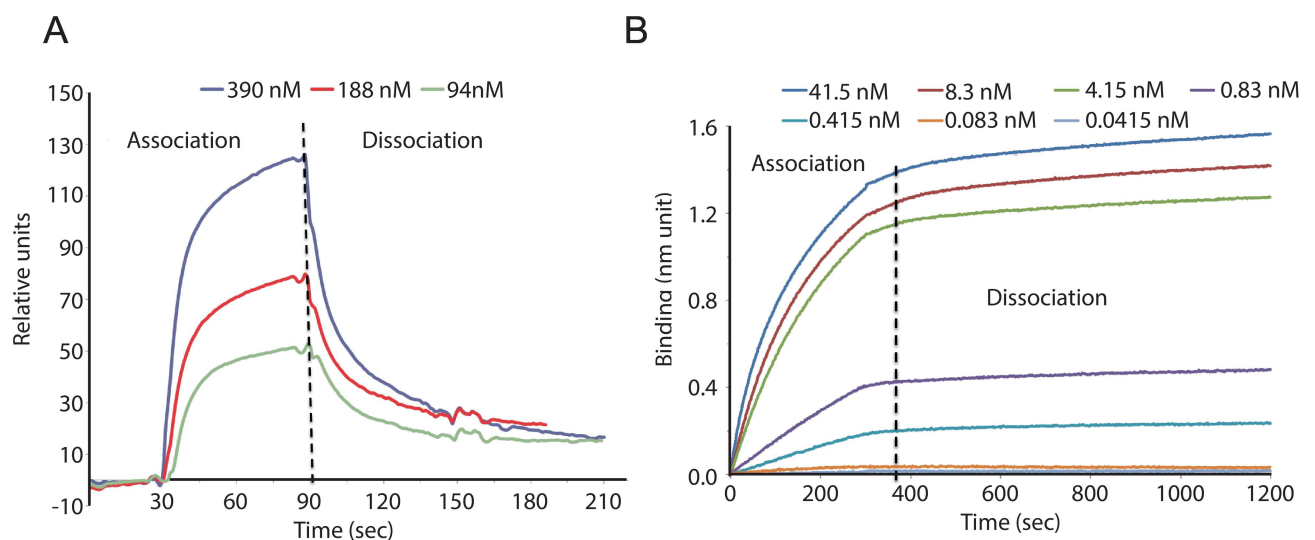 A
390 nM 188 nM 94nM
150
130
110
90
70
50
30
10
-10
Relative units
Association
Dissociation
30 60 90 120 150 180 210
Time (sec)
B
41.5 nM 8.3 nM 4.15 nM 0.83 nM
0.415 nM 0.083 nM 0.0415 nM
1.6
1.2
0.8
0.4
0.0
Binding (nm unit)
Association
Dissociation
0 200 400 600 800 1000 1200
Time (sec)